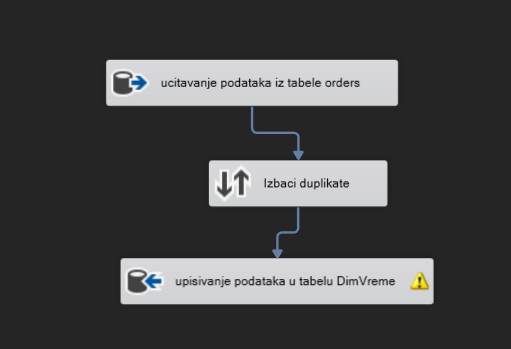 ucitavanje podataka iz tabele orders
Izbaci duplikate
upisivanje podataka u tabelu DimVreme